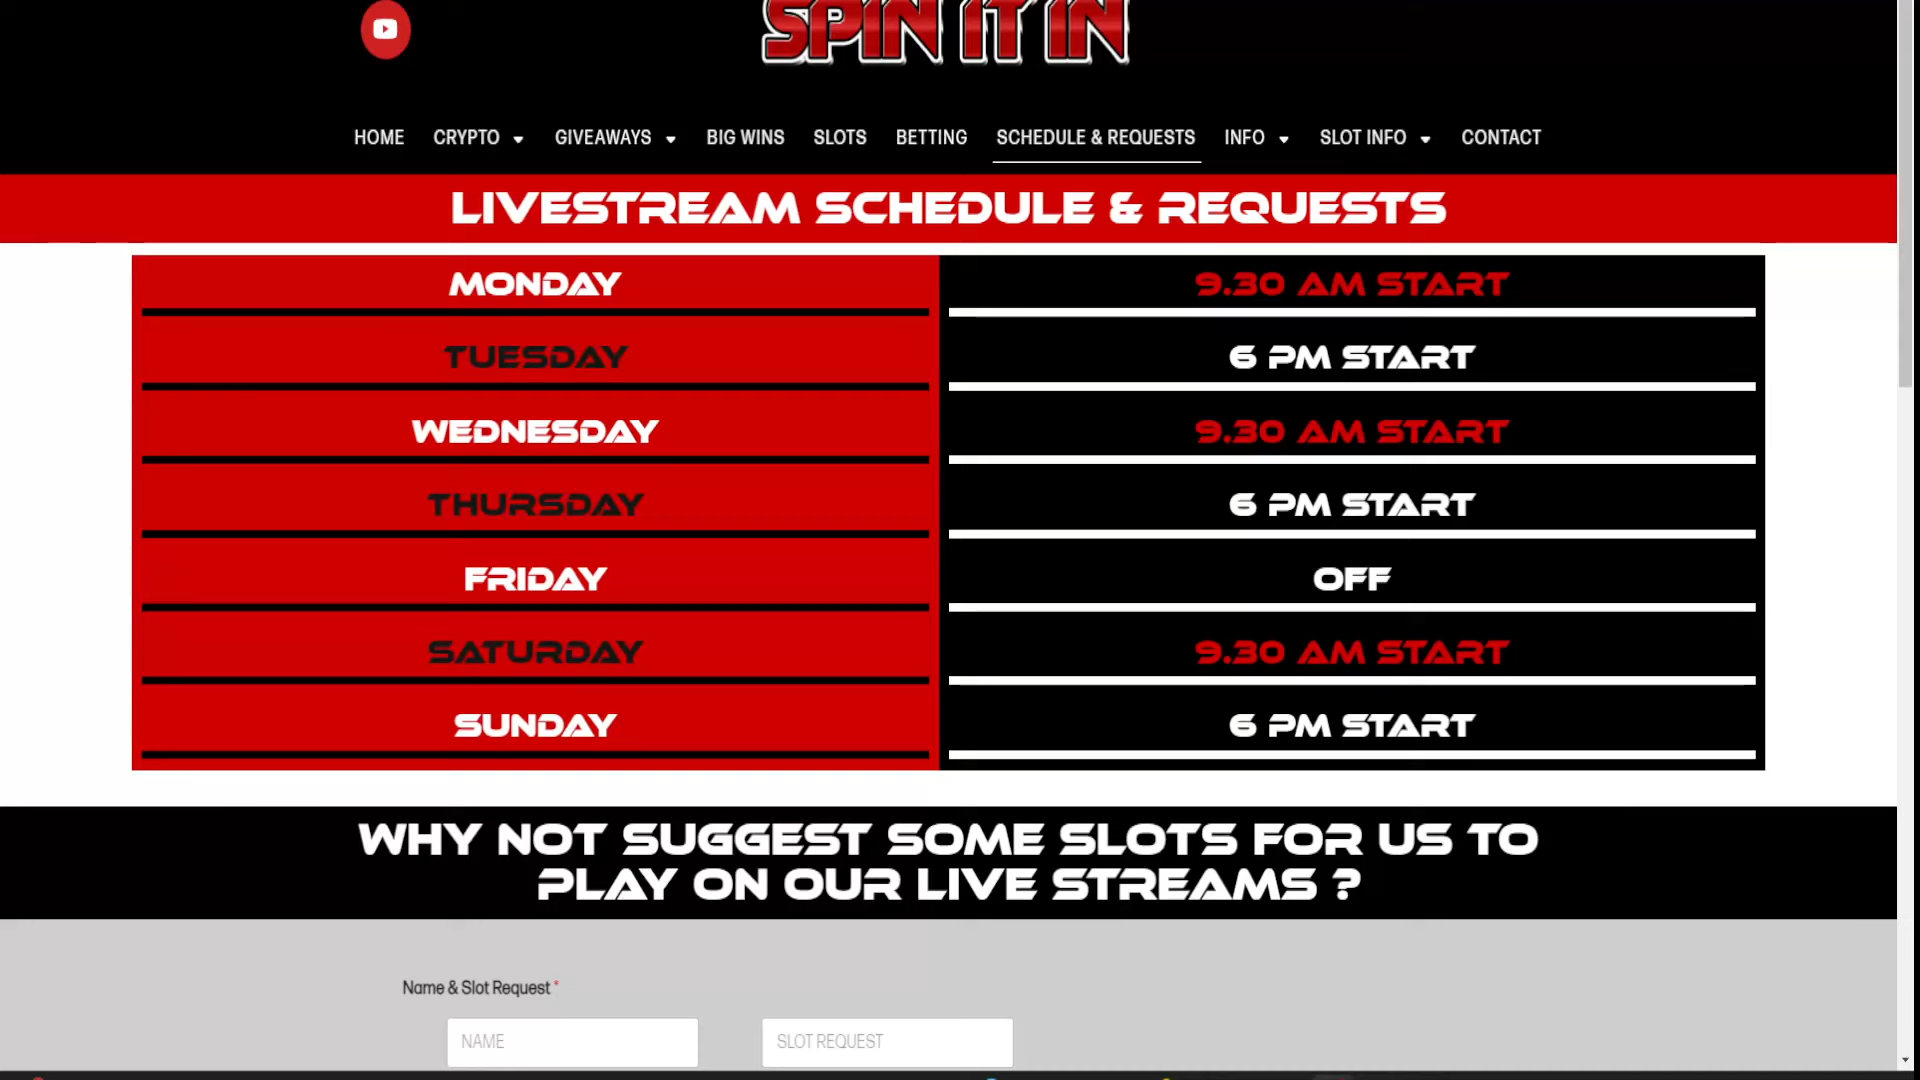 SPIN IT IN
HOME CRYPTO GIVEAWAYS BIG WINS SLOTS BETTING SCHEDULE & REQUESTS INFO SLOT INFO CONTACT
LIVESTREAM SCHEDULE & REQUESTS
MONDAY 9.30 AM START
TUESDAY 6 PM START
WEDNESDAY 9.30 AM START
THURSDAY 6 PM START
FRIDAY OFF
SATURDAY 9.30 AM START
SUNDAY 6 PM START
WHY NOT SUGGEST SOME SLOTS FOR US TO
PLAY ON OUR LIVE STREAMS ?
Name & Slot Request *
NAME SLOT REQUEST